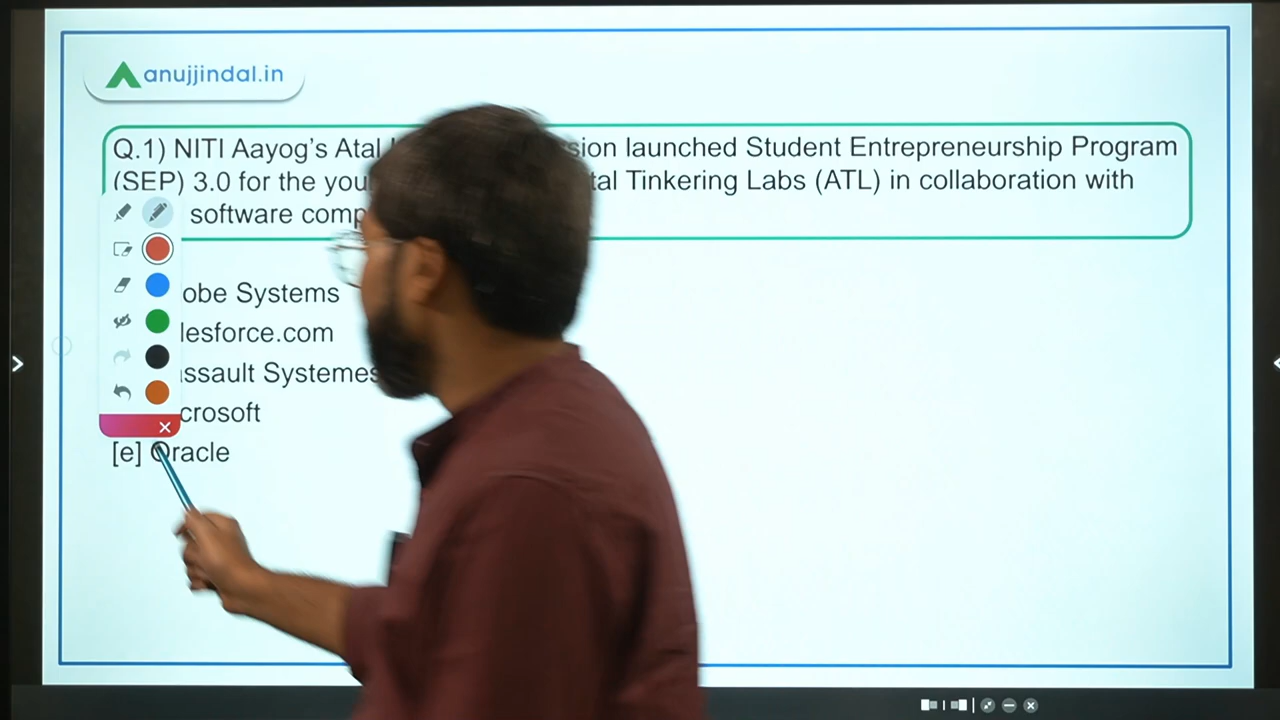 anujjindal.in
Q.1) NITI Aayog's Atal sion launched Student Entrepreneurship Program
(SEP) 3.0 for the you tal Tinkering Labs (ATL) in collaboration with
software comp
obe Systems
lesforce.com
ssault Systemes
crosoft
[e] Oracle